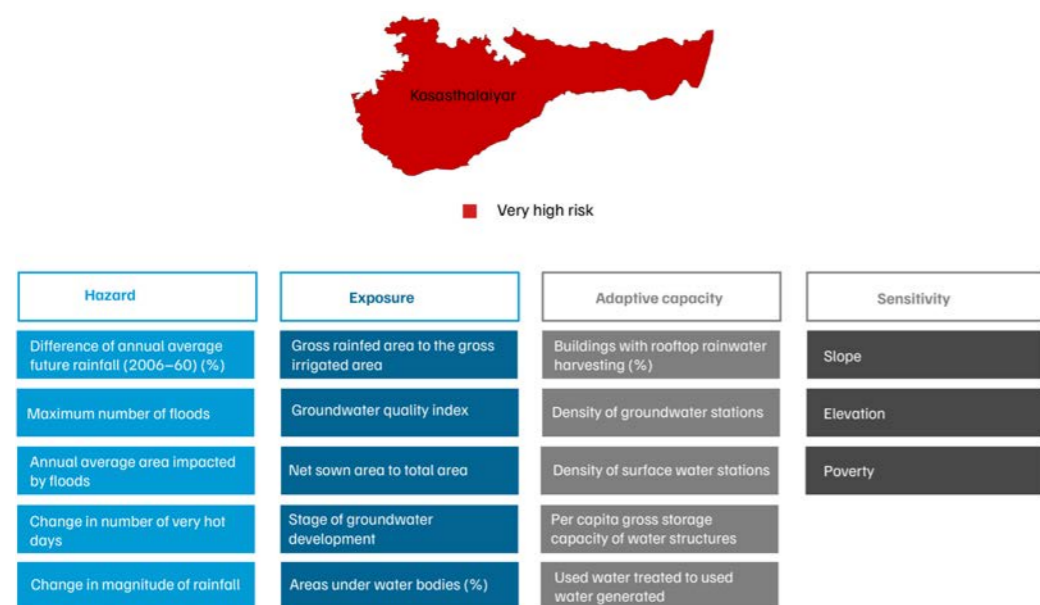 Kosasthalaiyar
Very high risk
Hazard
Exposure
Adaptive capacity
Sensitivity
Difference of annual average
future rainfall (2006–60) (%)
Gross rainfed area to the gross
irrigated area
Buildings with rooftop rainwater
harvesting (%)
Slope
Maximum number of floods
Groundwater quality index
Density of groundwater stations
Elevation
Annual average area impacted
by floods
Net sown area to total area
Density of surface water stations
Poverty
Change in number of very hot
days
Stage of groundwater
development
Per capita gross storage
capacity of water structures
Change in magnitude of rainfall
Areas under water bodies (%)
Used water treated to used
water generated